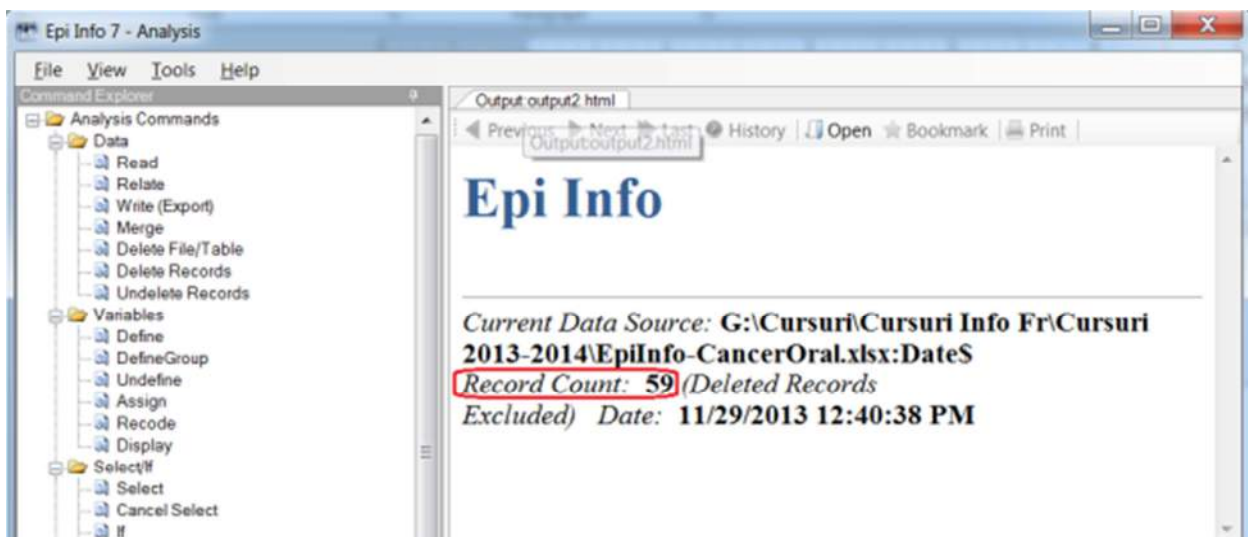 Epi Info 7 - Analysis
File View Tools Help
Command Explorer
Analysis Commands
Data
Read
Relate
Write (Export)
Merge
Delete File/Table
Delete Records
Undelete Records
Variables
Define
DefineGroup
Undefine
Assign
Recode
Display
Select/If
Select
Cancel Select
If
Output:output2.html
Previous Next Last History Open Bookmark Print
Output:output2.html
Epi Info
Current Data Source: G:\Cursuri\Cursuri Info Fr\Cursuri
2013-2014\EpiInfo-CancerOral.xlsx:Date$
Record Count: 59 (Deleted Records
Excluded) Date: 11/29/2013 12:40:38 PM